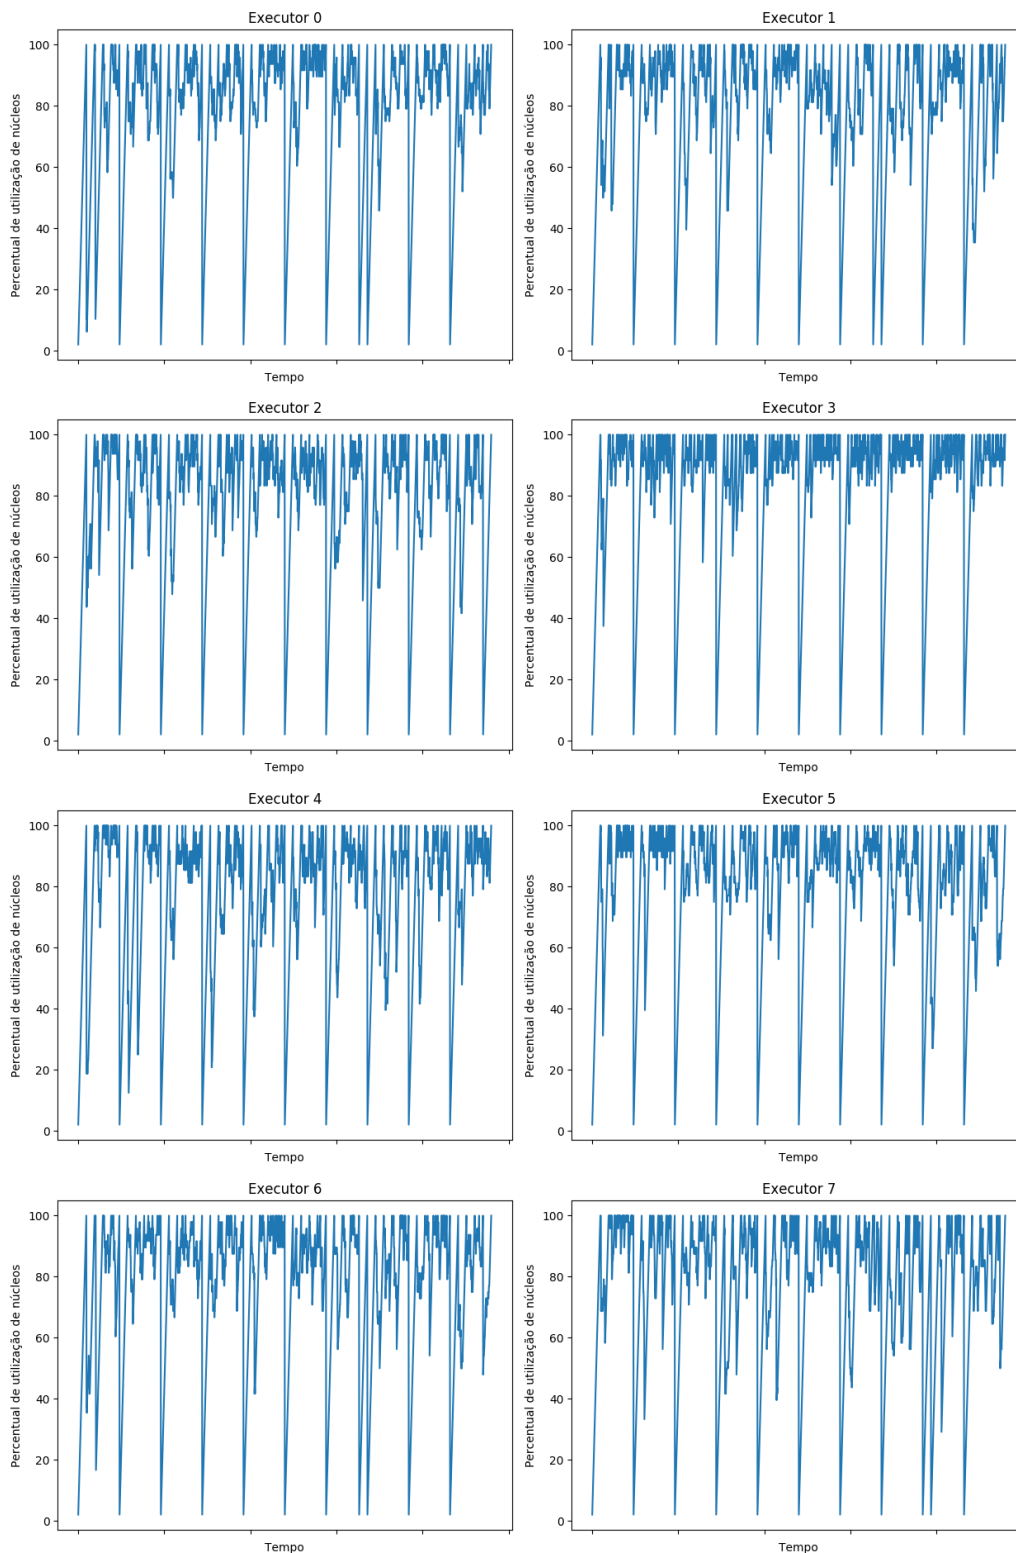 Executor 0
Percentual de utilização de núcleos
100
80
60
40
20
0
Tempo
Executor 1
Percentual de utilização de núcleos
100
80
60
40
20
0
Tempo
Executor 2
Percentual de utilização de núcleos
100
80
60
40
20
0
Tempo
Executor 3
Percentual de utilização de núcleos
100
80
60
40
20
0
Tempo
Executor 4
Percentual de utilização de núcleos
100
80
60
40
20
0
Tempo
Executor 5
Percentual de utilização de núcleos
100
80
60
40
20
0
Tempo
Executor 6
Percentual de utilização de núcleos
100
80
60
40
20
0
Tempo
Executor 7
Percentual de utilização de núcleos
100
80
60
40
20
0
Tempo